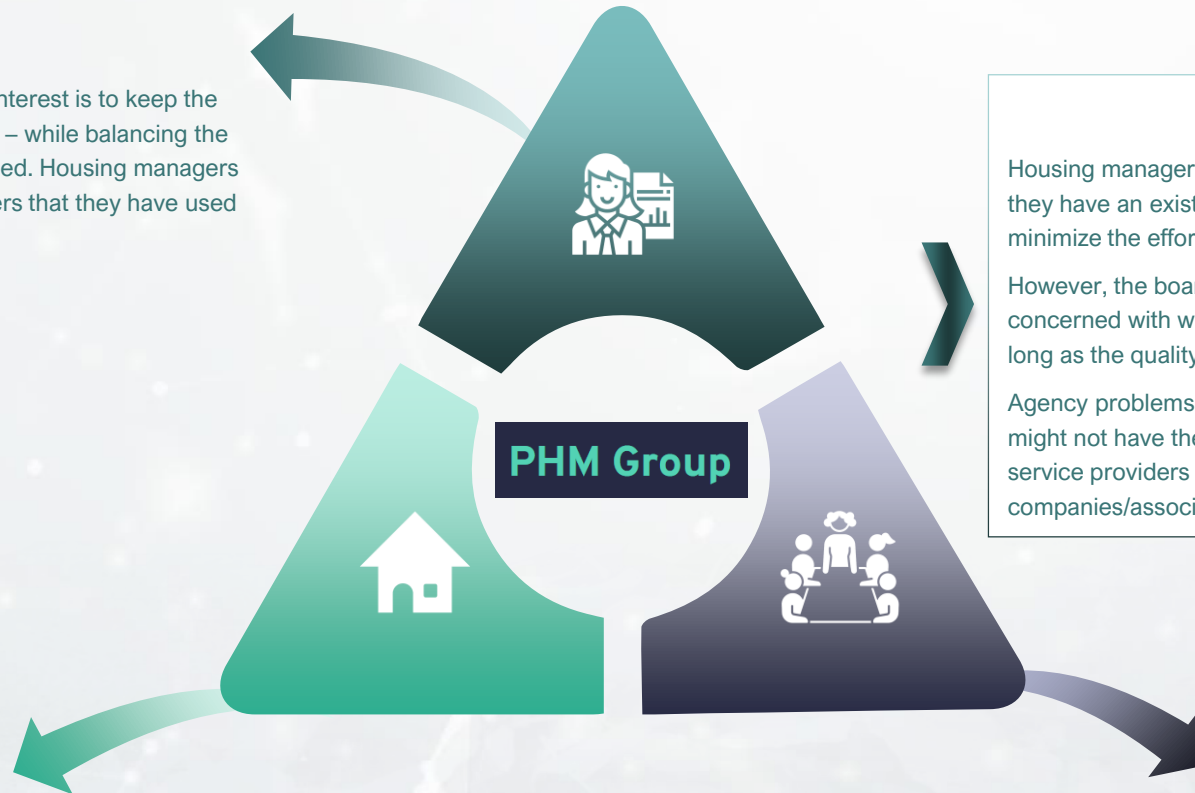 nterest is to keep the
– while balancing the
ed. Housing managers
ers that they have used
PHM Group
Housing manager
they have an exist
minimize the effor
However, the boar
concerned with w
long as the quality
Agency problems
might not have the
service providers
companies/associ